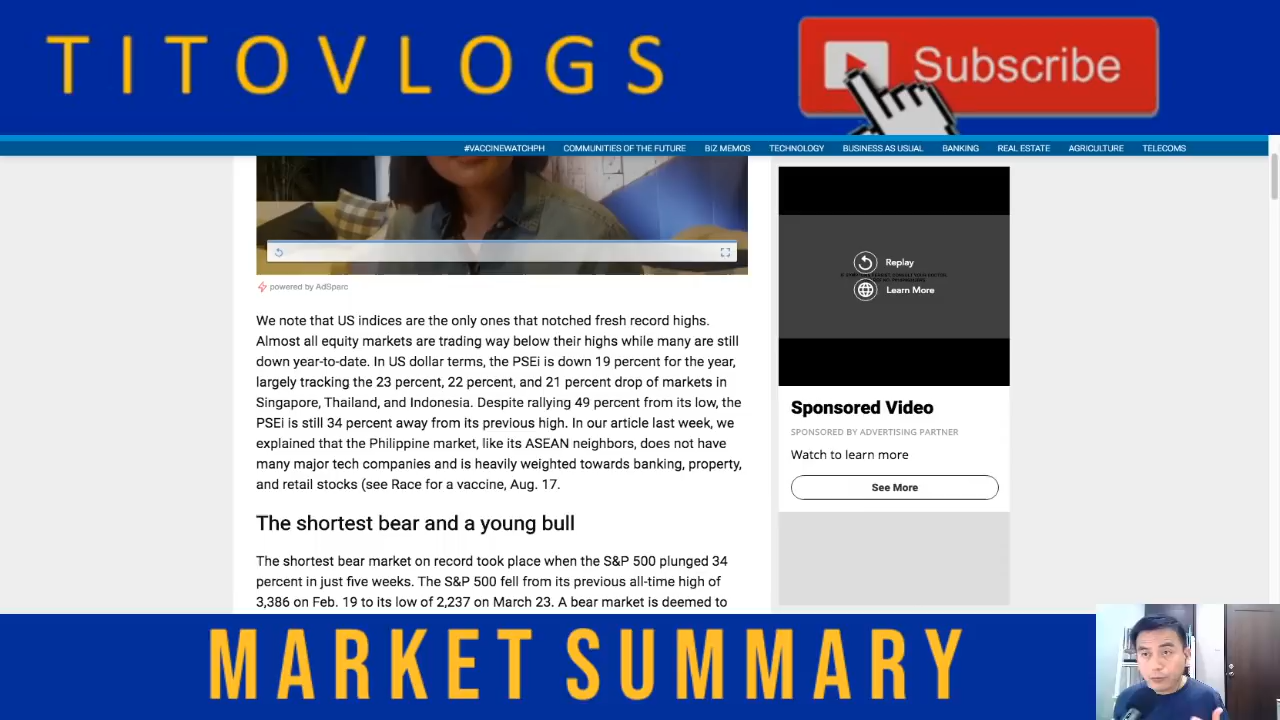 TITOVLOGS
Subscribe
#VACCINEWATCHPH COMMUNITIES OF THE FUTURE BIZ MEMOS TECHNOLOGY BUSINESS AS USUAL BANKING REAL ESTATE AGRICULTURE TELECOMS
powered by AdSparc
We note that US indices are the only ones that notched fresh record highs.
Almost all equity markets are trading way below their highs while many are still
down year-to-date. In US dollar terms, the PSEi is down 19 percent for the year,
largely tracking the 23 percent, 22 percent, and 21 percent drop of markets in
Singapore, Thailand, and Indonesia. Despite rallying 49 percent from its low, the
PSEi is still 34 percent away from its previous high. In our article last week, we
explained that the Philippine market, like its ASEAN neighbors, does not have
many major tech companies and is heavily weighted towards banking, property,
and retail stocks (see Race for a vaccine, Aug. 17.
The shortest bear and a young bull
The shortest bear market on record took place when the S&P 500 plunged 34
percent in just five weeks. The S&P 500 fell from its previous all-time high of
3,386 on Feb. 19 to its low of 2,237 on March 23. A bear market is deemed to
Replay
Learn More
Sponsored Video
SPONSORED BY ADVERTISING PARTNER
Watch to learn more
See More
MARKET SUMMARY